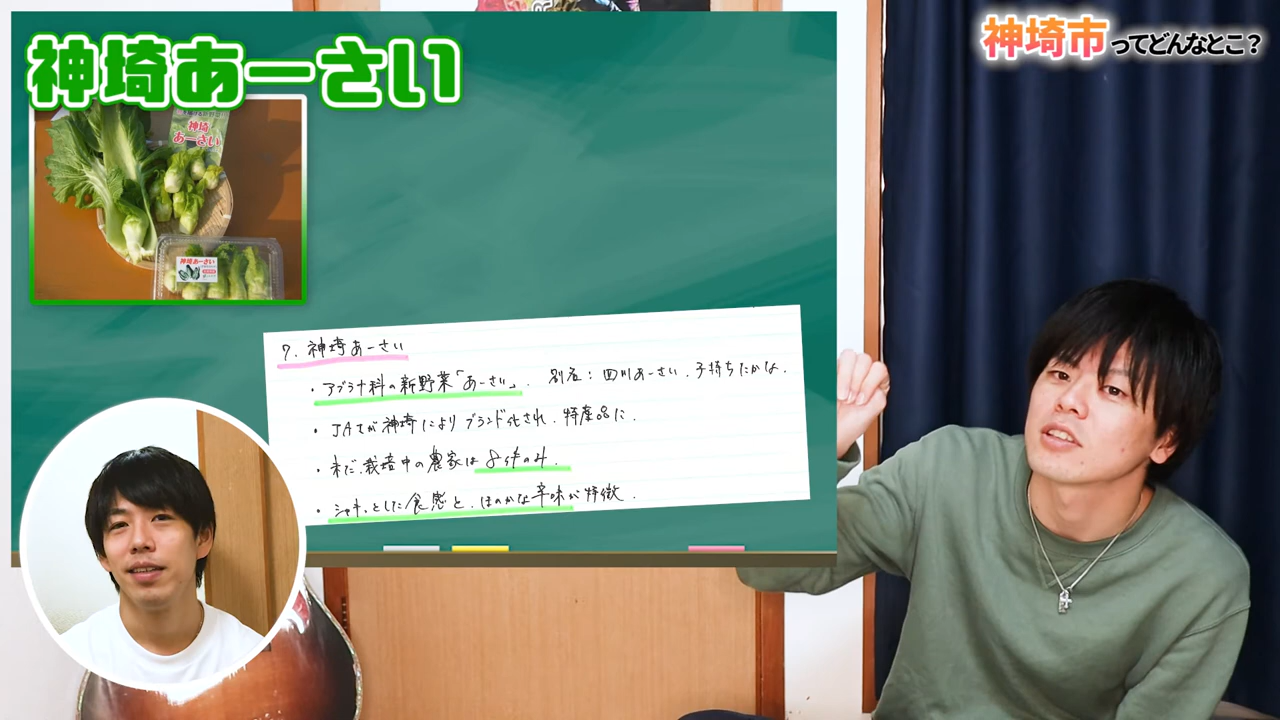 神埼あーさい
神埼市ってどんなとこ？
神埼
あーさい
神埼あーさい
7. 神埼あーさい
・アブラナ科の新野菜「あーさい」. 別名：四川あーさい、子持ちたかな.
・JAてが神埼によりブランド化され、特産品に.
・未だ、栽培中の農家は8件のみ.
・シャキッとした食感と、ほのかな辛味が特徴.